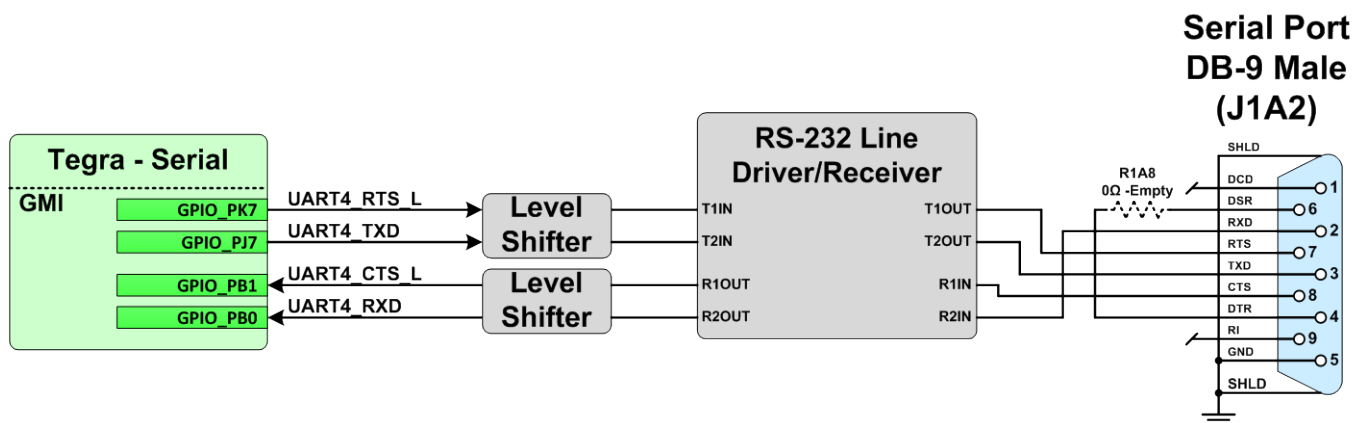 Serial Port
DB-9 Male
(J1A2)
Tegra - Serial
GMI
GPIO_PK7
GPIO_PJ7
GPIO_PB1
GPIO_PB0
UART4_RTS_L
UART4_TXD
UART4_CTS_L
UART4_RXD
Level
Shifter
Level
Shifter
RS-232 Line
Driver/Receiver
T1IN
T2IN
R1OUT
R2OUT
T1OUT
T2OUT
R1IN
R2IN
R1A8
0Ω -Empty
SHLD
DCD
DSR
RXD
RTS
TXD
CTS
DTR
RI
GND
SHLD
1
6
2
7
3
8
4
9
5